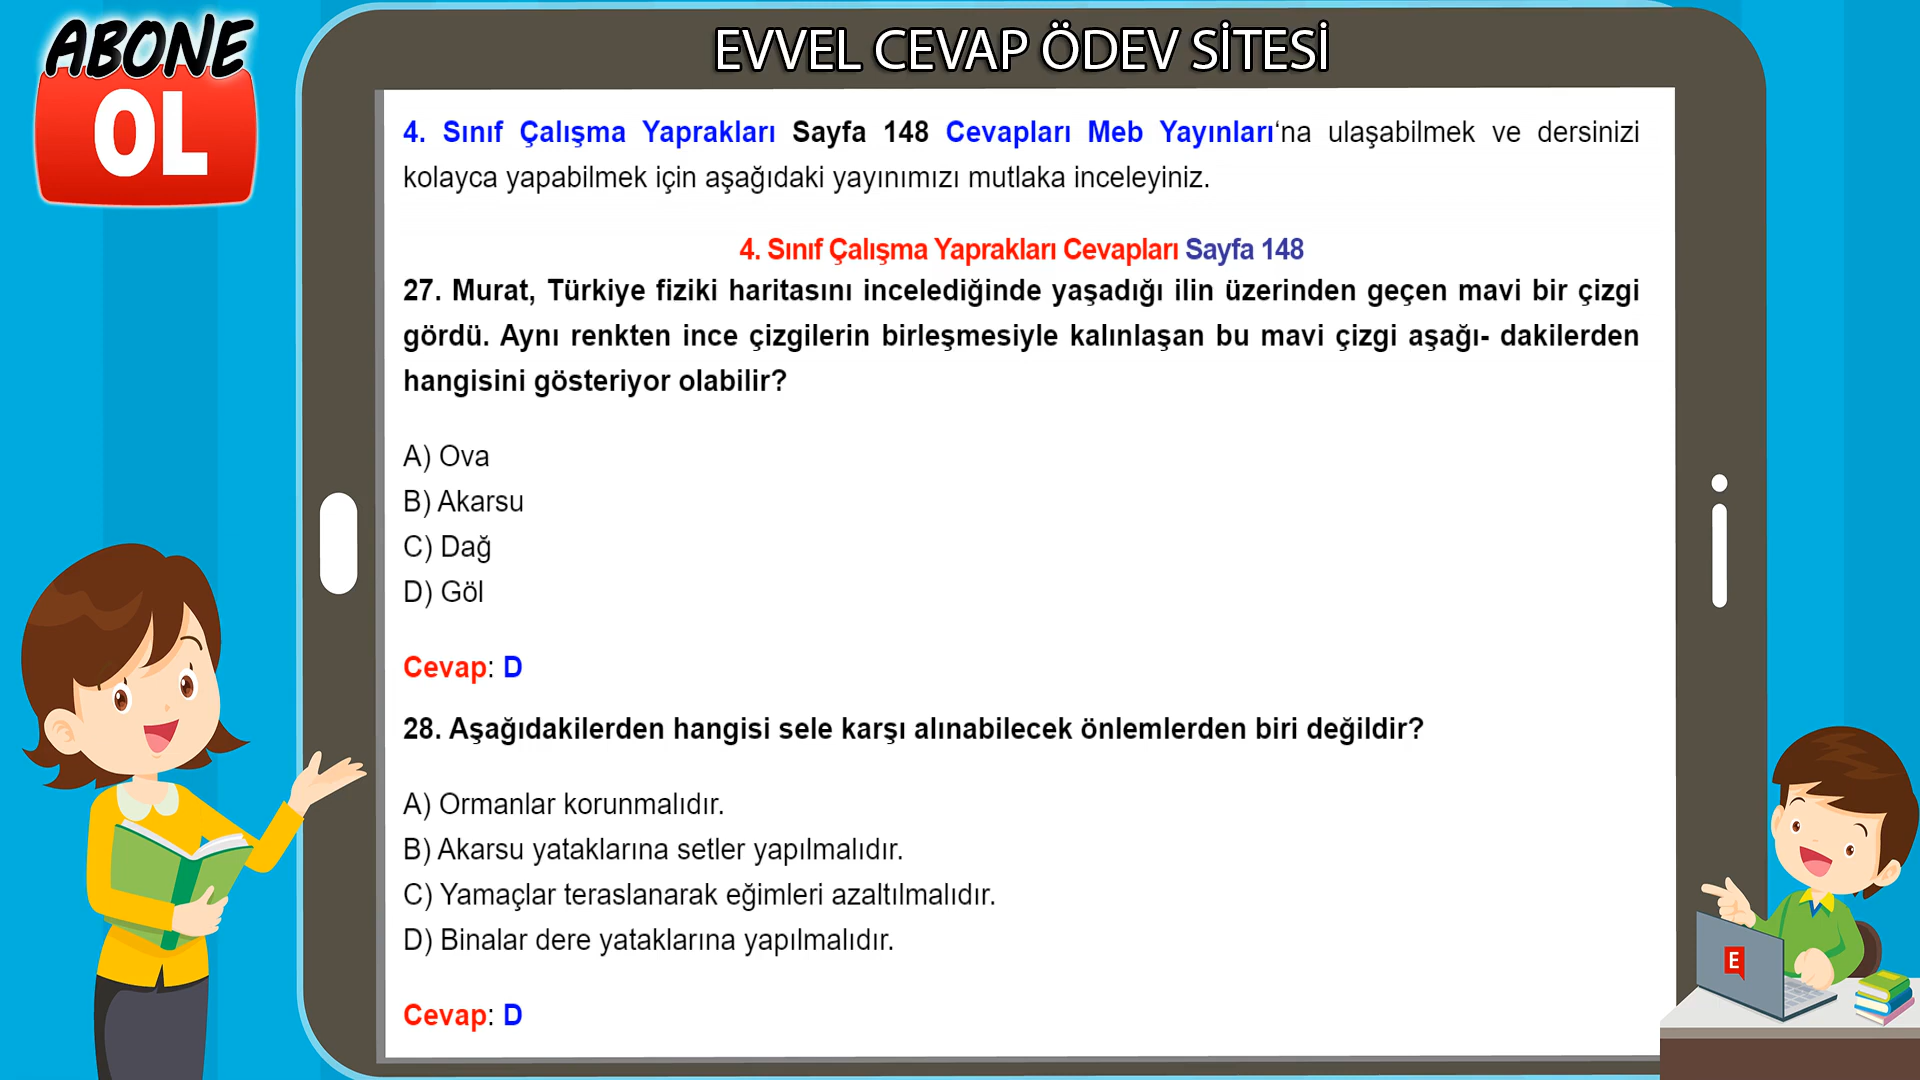 ABONE
OL
EVVEL CEVAP ÖDEV SİTESİ
4. Sınıf Çalışma Yaprakları Sayfa 148 Cevapları Meb Yayınları‘na ulaşabilmek ve dersinizi
kolayca yapabilmek için aşağıdaki yayınımızı mutlaka inceleyiniz.
4. Sınıf Çalışma Yaprakları Cevapları Sayfa 148
27. Murat, Türkiye fiziki haritasını incelediğinde yaşadığı ilin üzerinden geçen mavi bir çizgi
gördü. Aynı renkten ince çizgilerin birleşmesiyle kalınlaşan bu mavi çizgi aşağı- dakilerden
hangisini gösteriyor olabilir?
A) Ova
B) Akarsu
C) Dağ
D) Göl
Cevap: D
28. Aşağıdakilerden hangisi sele karşı alınabilecek önlemlerden biri değildir?
A) Ormanlar korunmalıdır.
B) Akarsu yataklarına setler yapılmalıdır.
C) Yamaçlar teraslanarak eğimleri azaltılmalıdır.
D) Binalar dere yataklarına yapılmalıdır.
Cevap: D
E